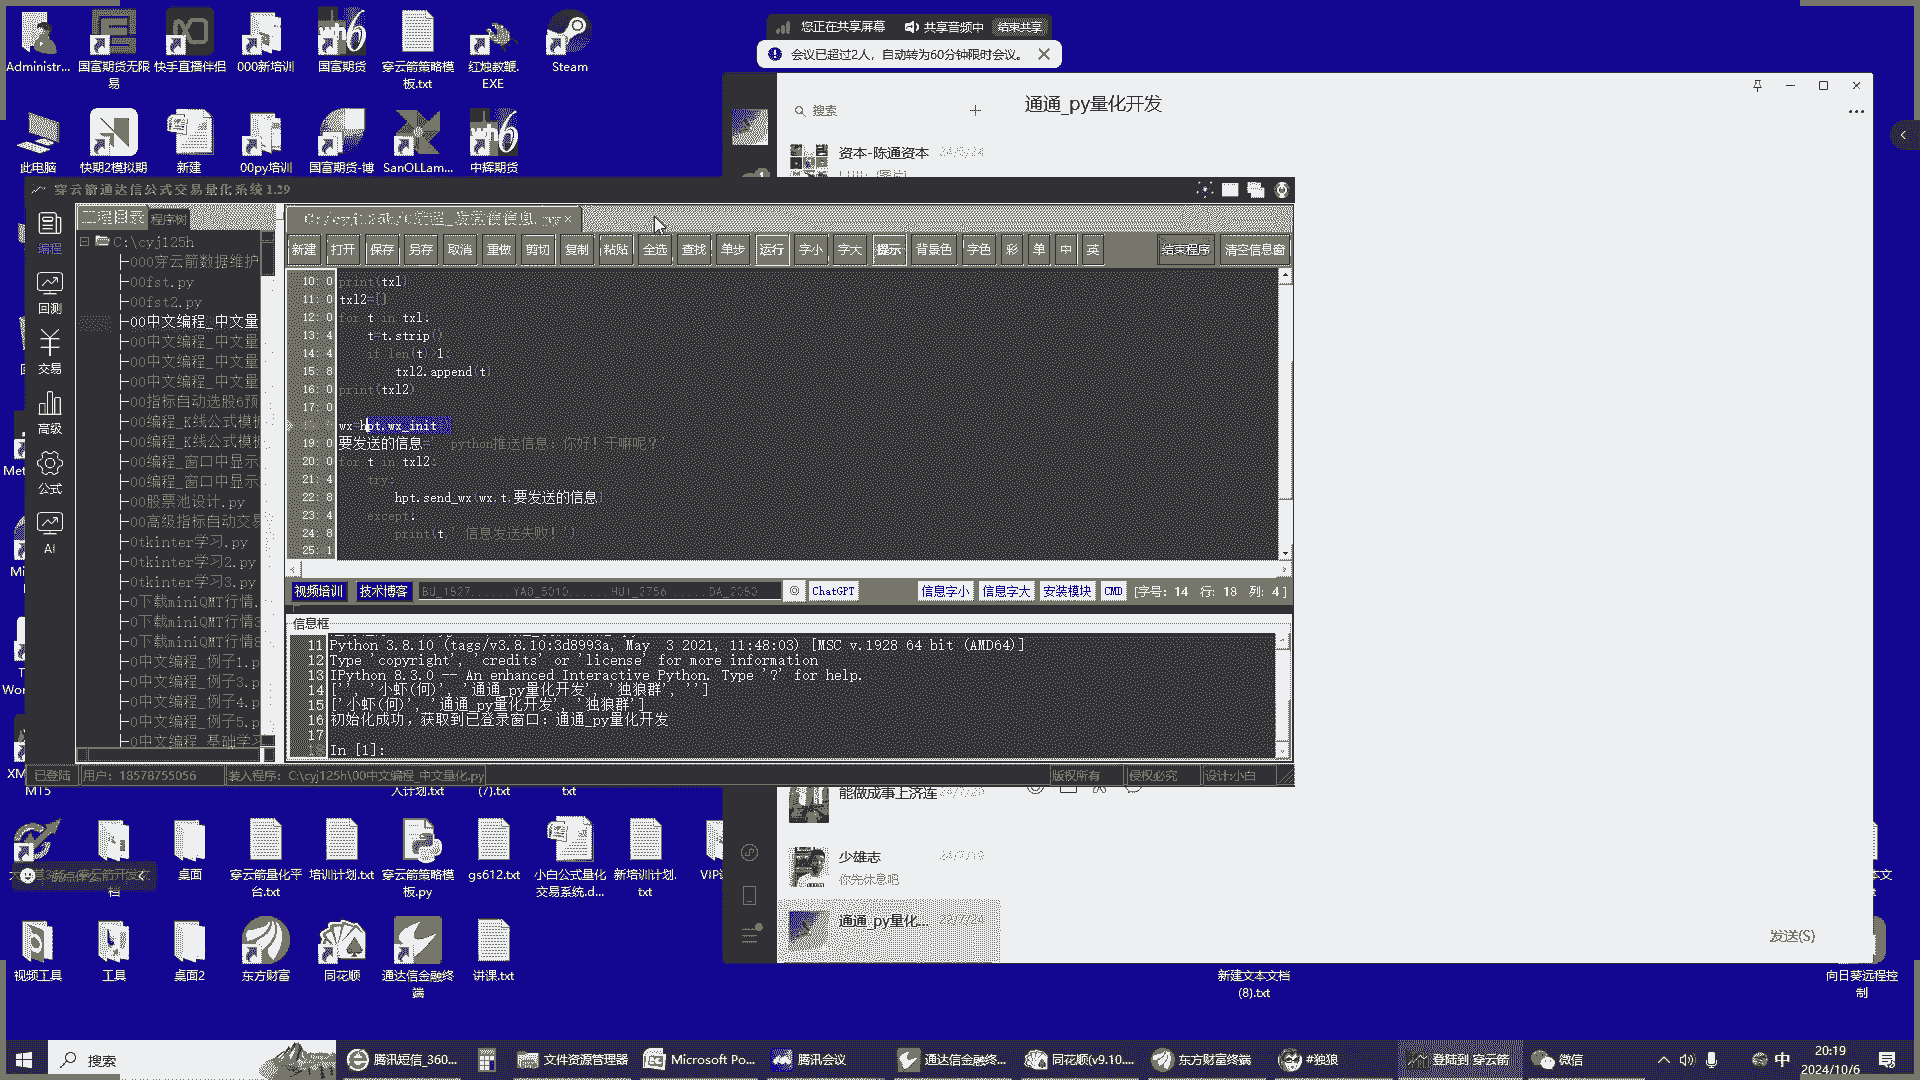 Administr...
国富期货无限易
快手直播伴侣
000新培训
国富期货
穿云箭策略模板.txt
红烛教鞭.EXE
Steam
此电脑
快期2模拟期
新建
00py培训
国富期货-博
SanOLLam...
中辉期货
您正在共享屏幕
共享音频中
结束共享
会议已超过2人，自动转为60分钟限时会议。
搜索
通通_py量化开发
资本-陈通资本
穿云箭通达信公式交易量化系统 1.29
工程目录
程序树
新建
打开
保存
另存
取消
重做
剪切
复制
粘贴
全选
查找
单步
运行
字小
字大
提示
背景色
字色
彩
单
中
英
结束程序
清空信息窗
编程
回测
交易
高级
公式
AI
C:\cyj125h
000穿云箭数据维护
00fst.py
00fst2.py
00中文编程_中文量
00中文编程_中文量
00中文编程_中文量
00中文编程_中文量
00指标自动选股6预
00编程_K线公式模板
00编程_K线公式模板
00编程_窗口中显示
00编程_窗口中显示
00股票池设计.py
00高级指标自动交易
0tkinter学习.py
0tkinter学习2.py
0tkinter学习3.py
0下载miniQMT行情.
0下载miniQMT行情3
0下载miniQMT行情8
0中文编程_例子1.p
0中文编程_例子3.p
0中文编程_例子4.p
0中文编程_例子5.p
0中文编程_基础学习
10: 0 print(txl)
11: 0 txl2=[]
12: 0 for t in txl:
13: 4 t=t.strip()
14: 4 if len(t)>1:
15: 8 txl2.append(t)
16: 0 print(txl2)
17: 0
wx=hpt.wx_init()
19: 0 要发送的信息=' python推送信息：你好！干嘛呢？
20: 0 for t in txl2:
21: 4 try:
22: 8 hpt.send_wx(wx,t,要发送的信息)
23: 4 except:
24: 8 print(t, ' 信息发送失败！')
25: 1
视频培训
技术博客
ChatGPT
信息字小
信息字大
安装模块
CMD
[字号：14 行：18 列：4 ]
信息框
11 Python 3.8.10 (tags/v3.8.10:3d8993a, May 3 2021, 11:48:03) [MSC v.1928 64 bit (AMD64)]
12 Type 'copyright', 'credits' or 'license' for more information
13 IPython 8.3.0 -- An enhanced Interactive Python. Type '?' for help.
14 ['', '小虾(何)', '通通_py量化开发', '独狼群', '']
15 ['小虾(何)', '通通_py量化开发', '独狼群']
16 初始化成功，获取到已登录窗口：通通_py量化开发
17
18 In [1]:
已登陆
用户：18578755056
装入程序：C:\cyj125h\00中文编程_中文量化.py
版权所有
侵权必究
设计:小白
MT5
人计划.txt
(7).txt
txt
能做成事上济连
少雄志
你先休息吧
通通_py量化...
发送(S)
桌面
穿云箭量化平台.txt
培训计划.txt
穿云箭策略模板.py
gs612.txt
小白公式量化交易系统.d...
新培训计划.txt
视频工具
工具
桌面2
东方财富
同花顺
通达信金融终端
讲课.txt
新建文本文档(8).txt
向日葵远程控制
搜索
腾讯短信_360...
文件资源管理器
Microsoft Po...
腾讯会议
通达信金融终...
同花顺(v9.10....
东方财富终端
#独狼
登陆到 穿云箭
微信
中
20:19
2024/10/6